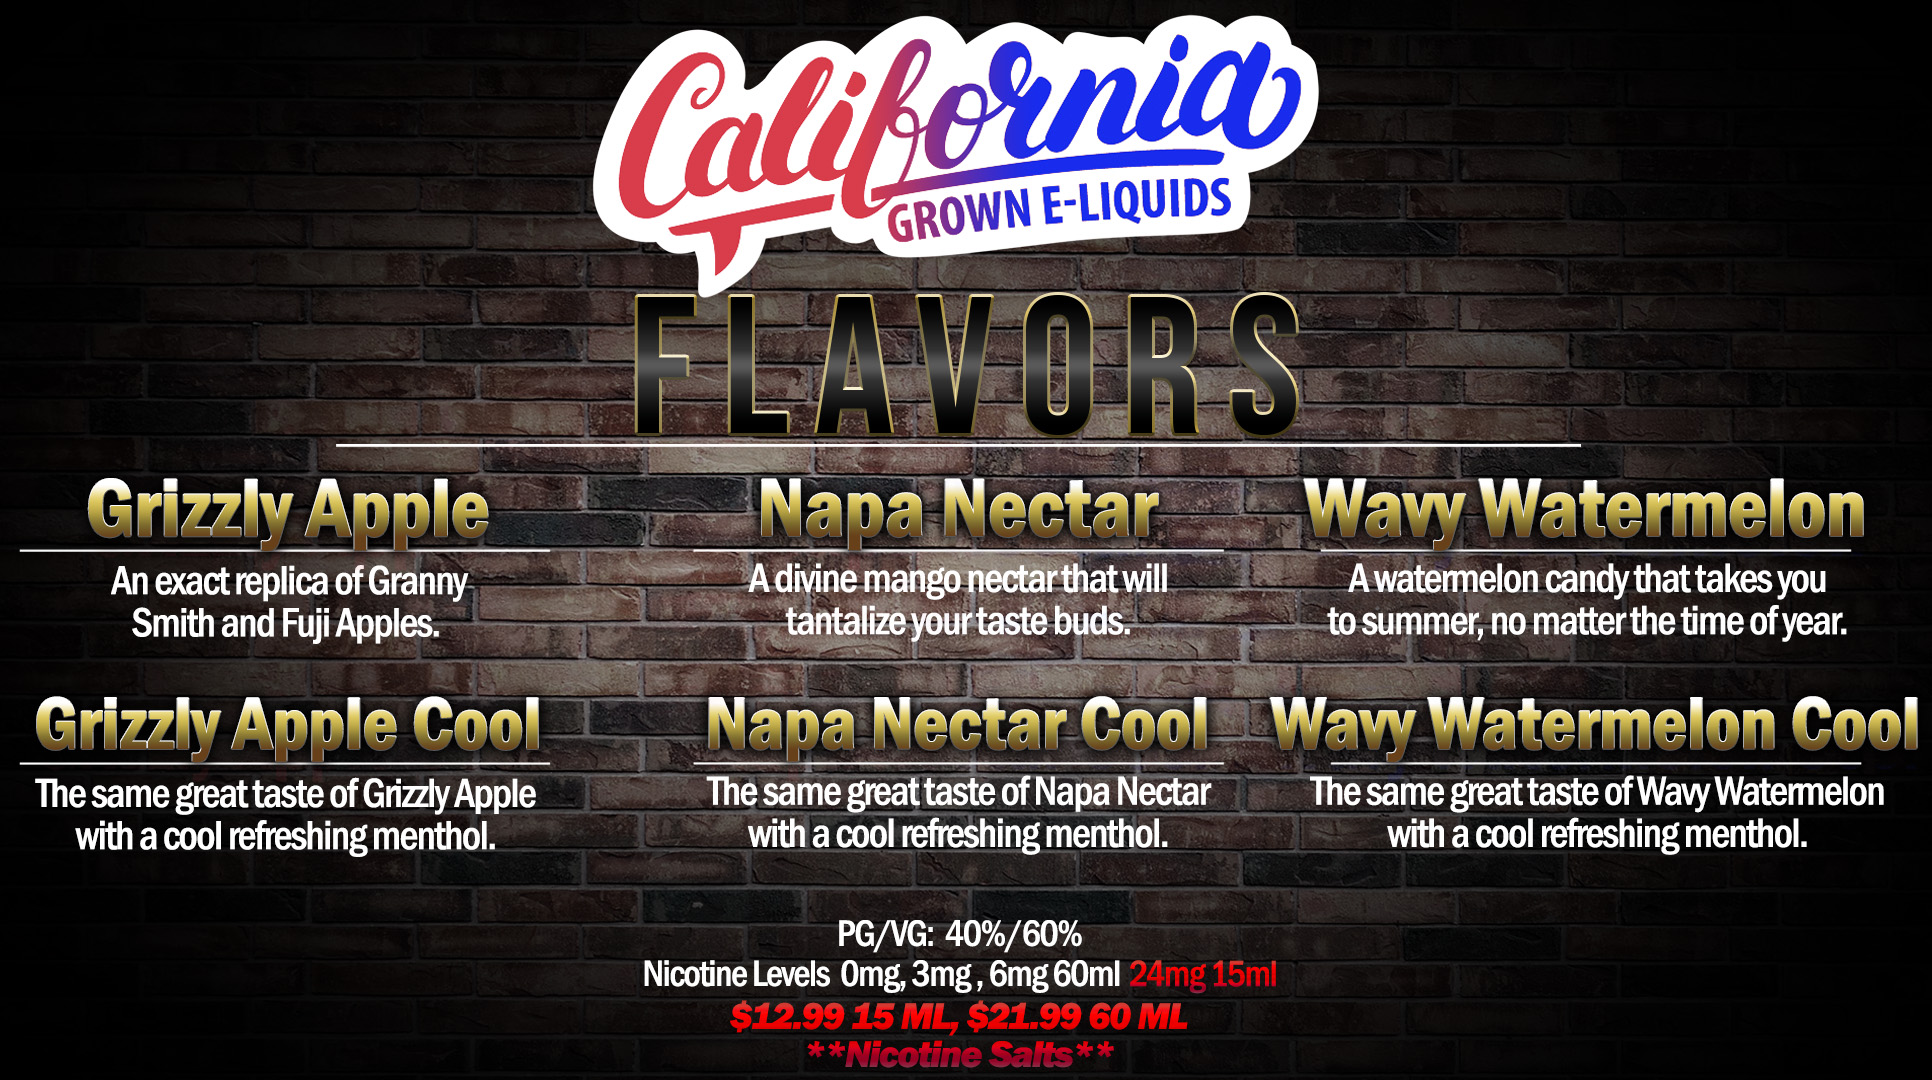 California
GROWN E-LIQUIDS
FLAVORS
Grizzly Apple
An exact replica of Granny
Smith and Fuji Apples.
Napa Nectar
A divine mango nectar that will
tantalize your taste buds.
Wavy Watermelon
A watermelon candy that takes you
to summer, no matter the time of year.
Grizzly Apple Cool
The same great taste of Grizzly Apple
with a cool refreshing menthol.
Napa Nectar Cool
The same great taste of Napa Nectar
with a cool refreshing menthol.
Wavy Watermelon Cool
The same great taste of Wavy Watermelon
with a cool refreshing menthol.
PG/VG: 40%/60%
Nicotine Levels 0mg, 3mg , 6mg 60ml 24mg 15ml
$12.99 15 ML, $21.99 60 ML
**Nicotine Salts**